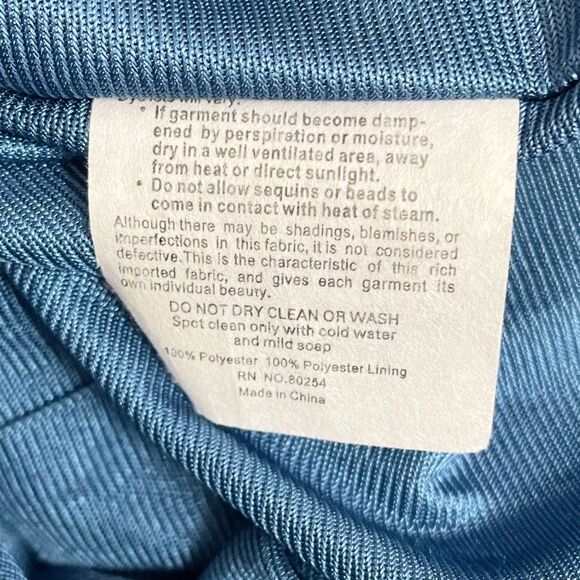 will vary.
* If garment should become damp-
ened by perspiration or moisture,
dry in a well ventilated area, away
from heat or direct sunlight.
* Do not allow sequins or beads to
come in contact with heat of steam.
Although there may be shadings, blemishes, or
imperfections in this fabric, it is not considered
defective.This is the characteristic of this rich
imported fabric, and gives each garment its
own individual beauty.
DO NOT DRY CLEAN OR WASH
Spot clean only with cold water
and mild soap
100% Polyester 100% Polyester Lining
RN NO.80254
Made in China